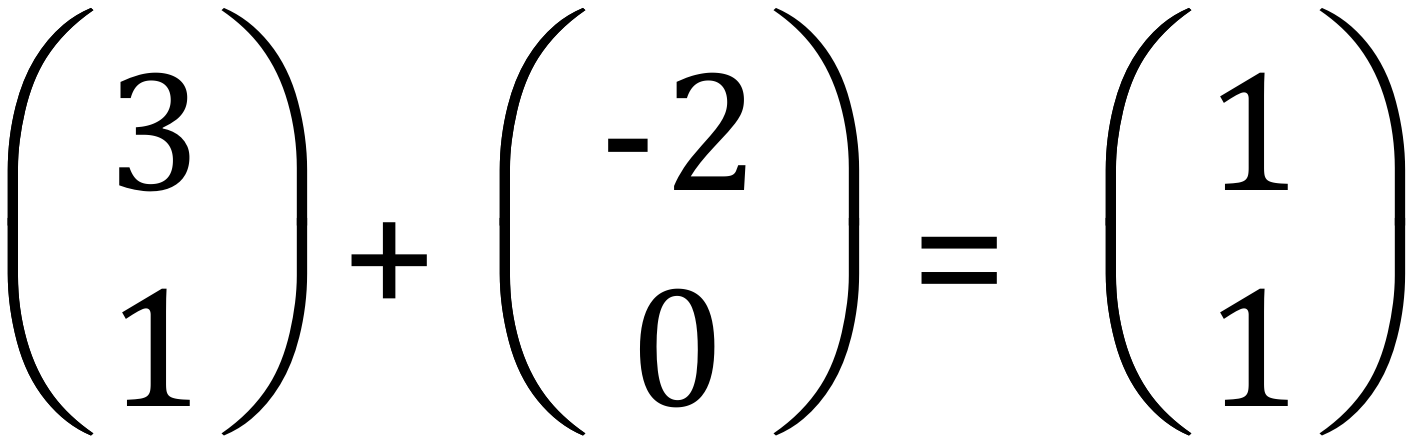 (3 1) + (-2 0) = (1 1)